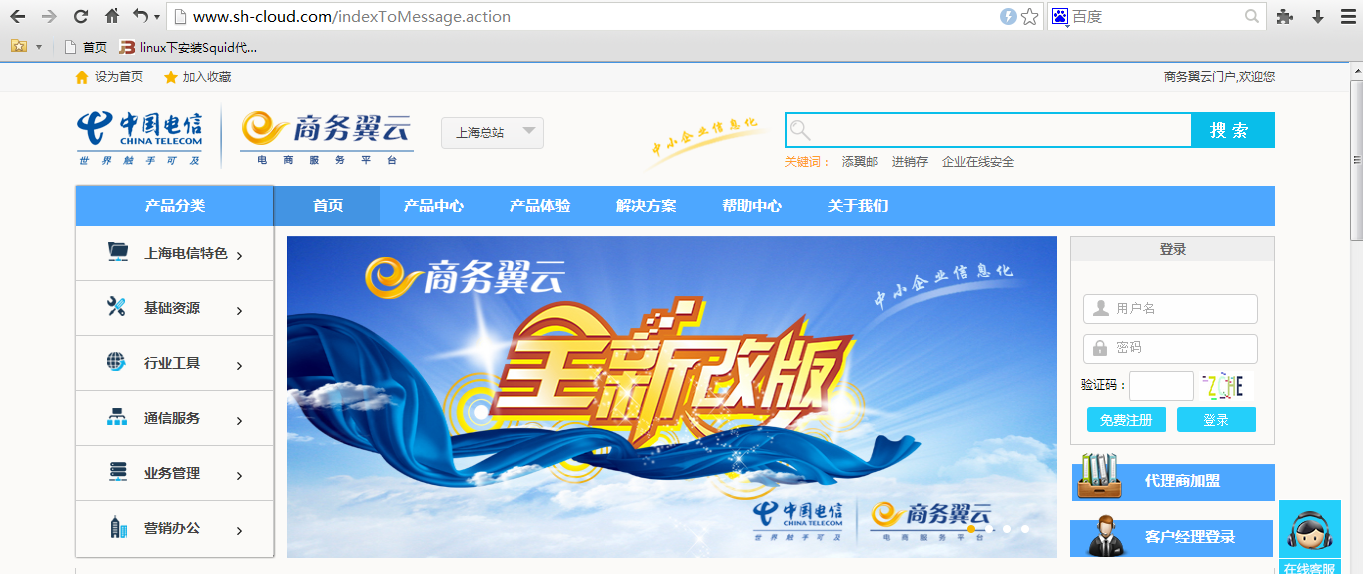 www.sh-cloud.com/indexToMessage.action
百度
首页
linux下安装Squid代...
设为首页 加入收藏 商务翼云门户,欢迎您
中国电信
CHINA TELECOM
世界触手可及
商务翼云
电商服务平台
上海总站
中小企业信息化
搜 索
关键词： 添翼邮 进销存 企业在线安全
产品分类 首页 产品中心 产品体验 解决方案 帮助中心 关于我们
上海电信特色
基础资源
行业工具
通信服务
业务管理
营销办公
商务翼云
中小企业信息化
全新改版
中国电信
CHINA TELECOM
世界触手可及
商务翼云
电商服务平台
登录
用户名
密码
验证码：
免费注册 登录
代理商加盟
客户经理登录
在线客服